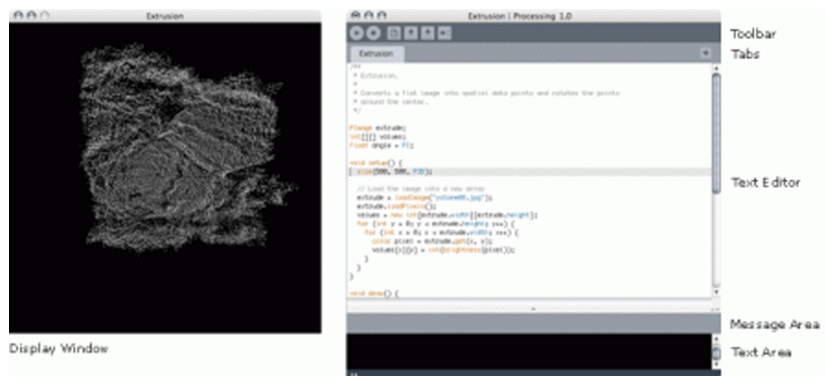 Extrusion
Display Window
Extrusion | Processing 1.0
Extrusion
/**
* Extrusion.
*
* Converts a flat image into spatial data points and rotates the points
* around the center.
*/
PImage extrude;
int[][] values;
float angle = PI;
void setup() {
size(500, 500, P3D);
// Load the image into a new array
extrude.loadPixels();
values = new int[extrude.width][extrude.height];
for (int y = 0; y < extrude.height; y++) {
for (int x = 0; x < extrude.width; x++) {
color pixel = extrude.get(x, y);
values[x][y] = int(brightness(pixel));
}
}
}
void draw() {
Toolbar
Tabs
Text Editor
Message Area
Text Area